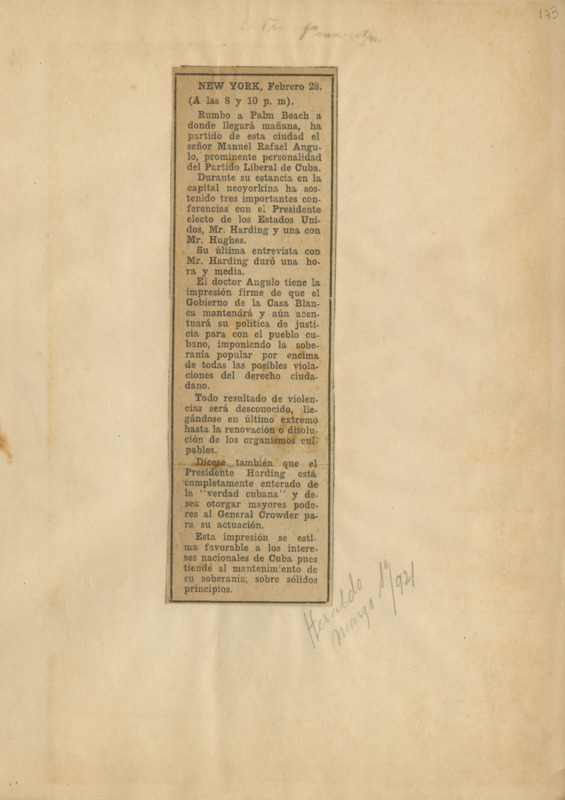 173
NEW YORK, Febrero 28.
(A las 8 y 10 p. m).
Rumbo a Palm Beach a
donde llegará mañana, ha
partido de esta ciudad el
señor Manuel Rafael Angu-
lo, prominente personalidad
del Partido Liberal de Cuba.
Durante su estancia en la
capital neoyorkina ha sos-
tenido tres importantes con-
ferencias con el Presidente
electo de los Estados Uni-
dos, Mr. Harding y una con
Mr. Hughes.
Su última entrevista con
Mr. Harding duró una ho-
ra y media.
El doctor Angulo tiene la
impresión firme de que el
Gobierno de la Casa Blan-
ca mantendrá y aún acen-
tuará su política de justi-
cia para con el pueblo cu-
bano, imponiendo la sobe-
ranía popular por encima
de todas las posibles viola-
ciones del derecho ciuda-
dano.
Todo resultado de violen-
cias será desconocido, lle-
gándose en último extremo
hasta la renovación o disolu-
ción de los organismos cul-
pables.
Dícese también que el
Presidente Harding está
completamente enterado de
la "verdad cubana" y de-
sea otorgar mayores pode-
res al General Crowder pa-
ra su actuación.
Esta impresión se esti-
ma favorable a los intere-
ses nacionales de Cuba pues
tiende al mantenimiento de
su soberanía, sobre sólidos
principios.
Heraldo
marzo 1º/921